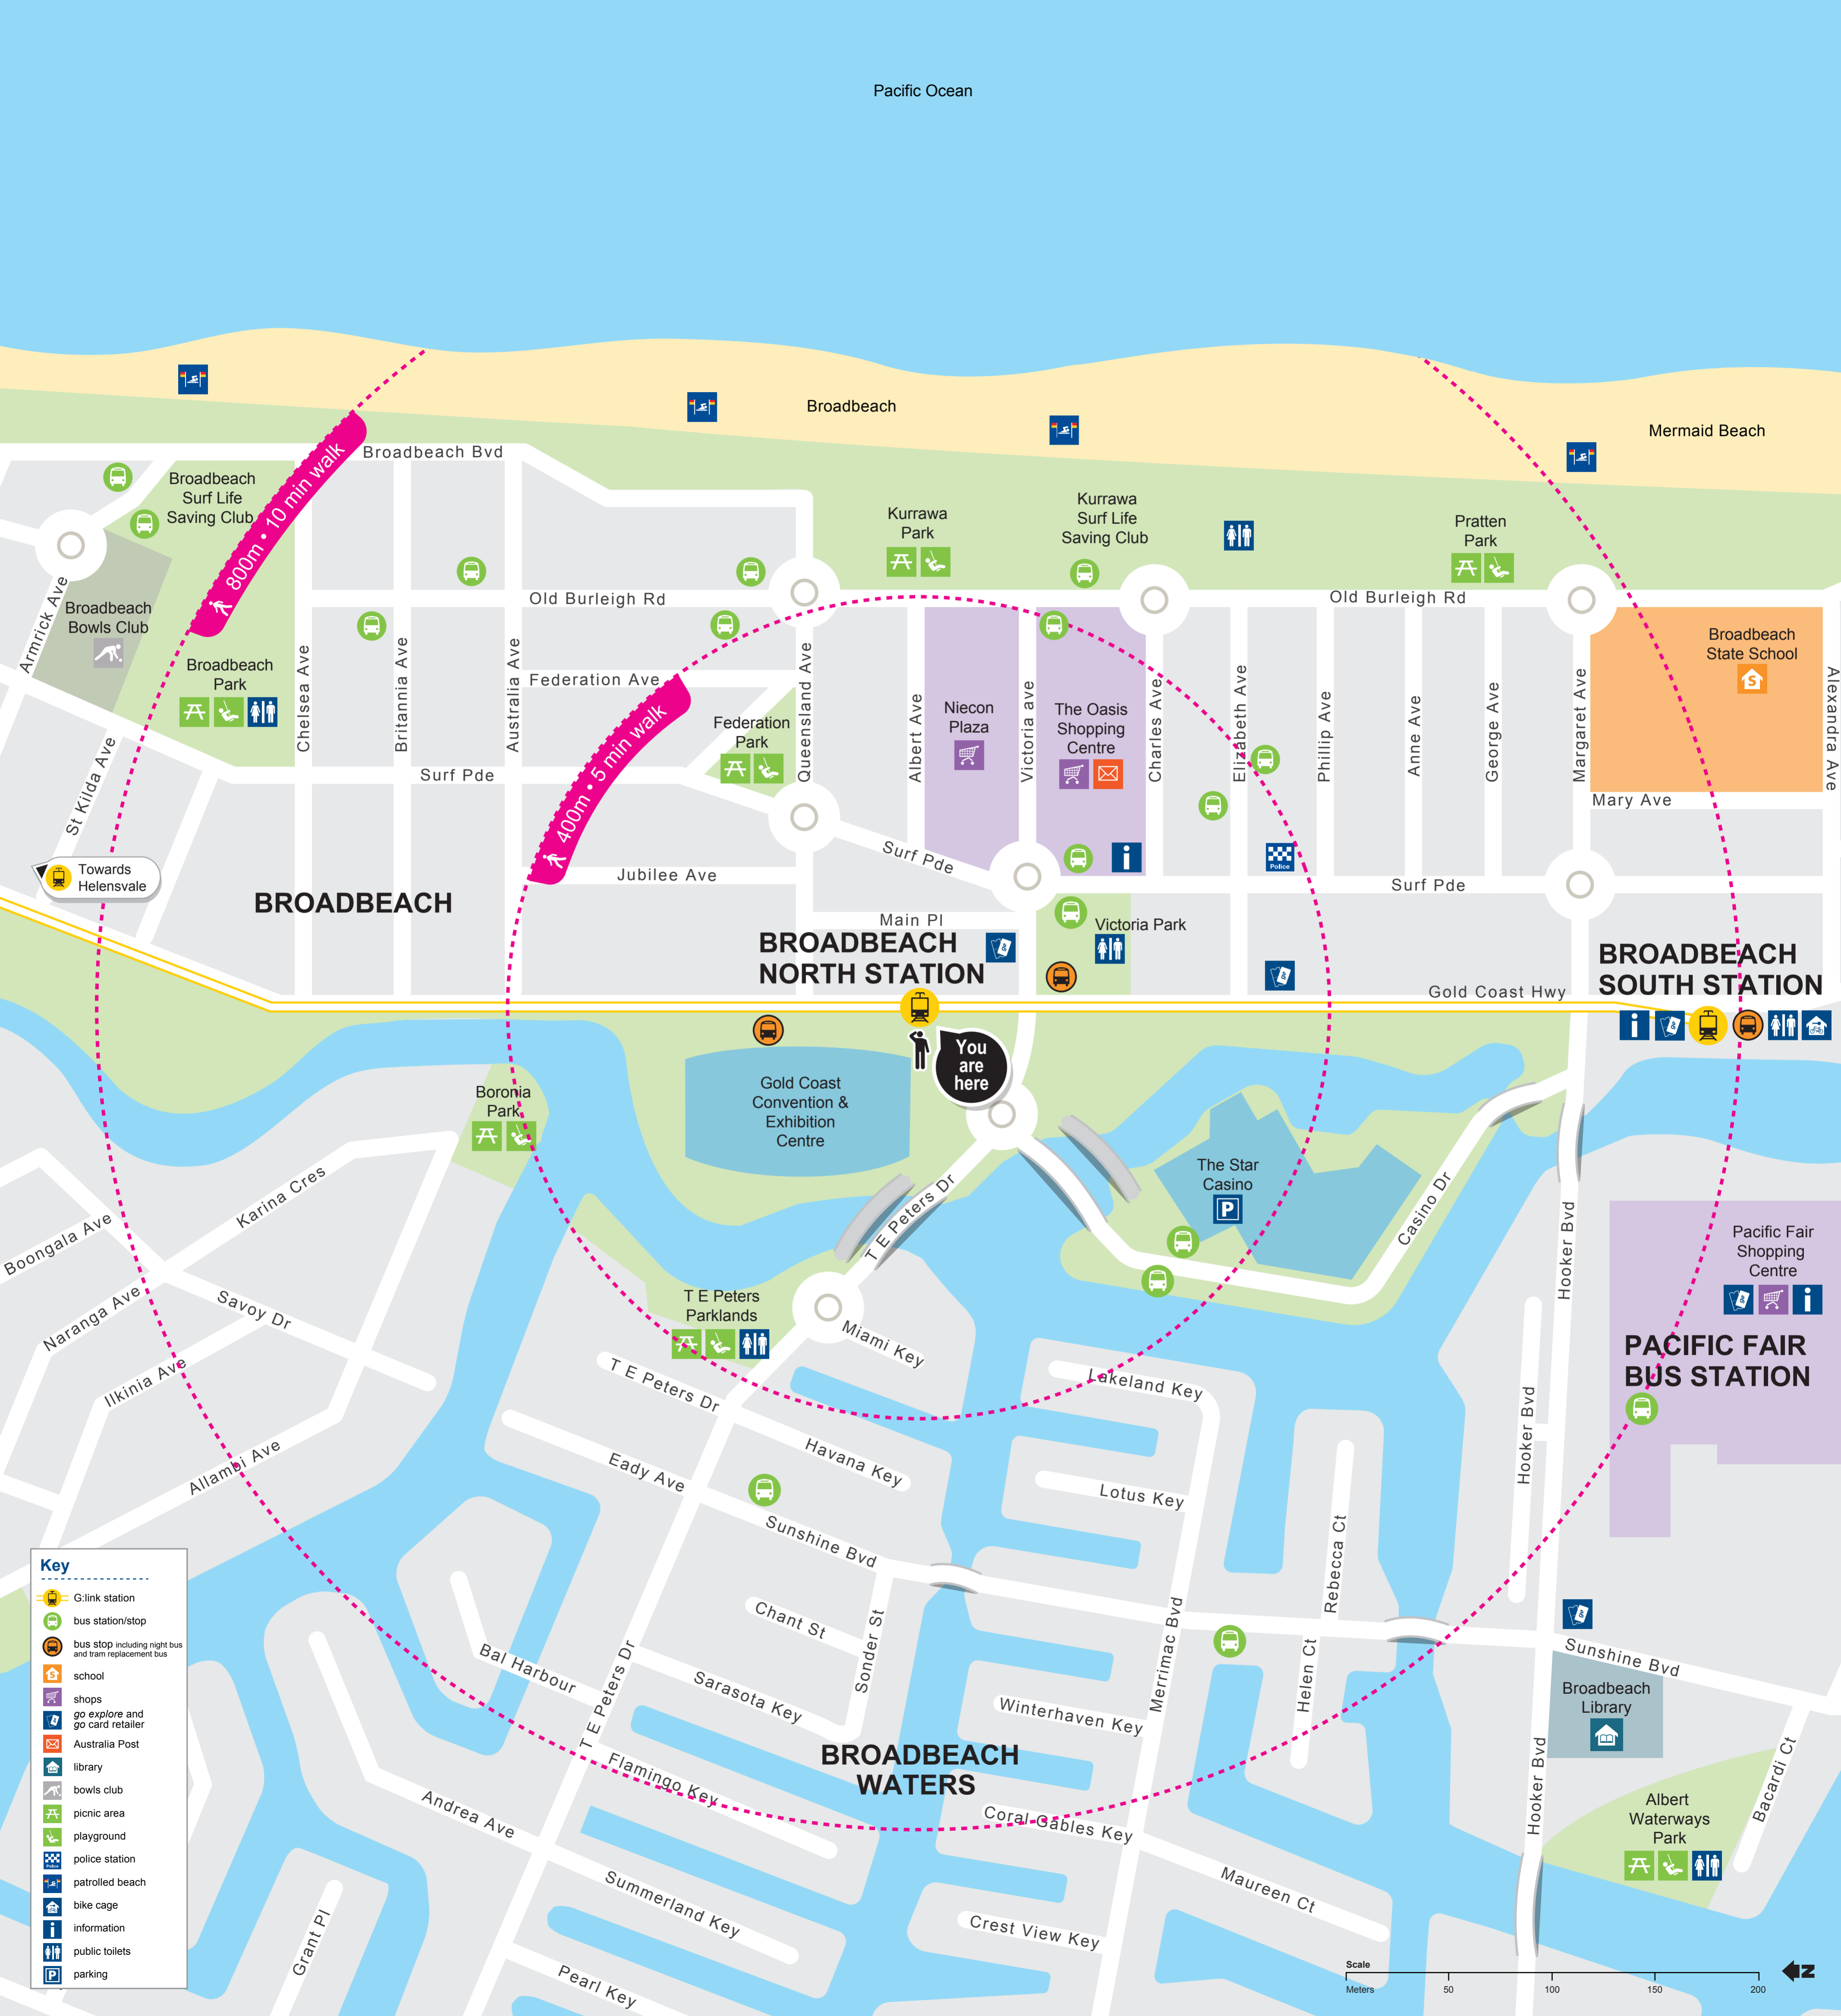 Pacific Ocean
Broadbeach
Mermaid Beach
Broadbeach Bvd
800m • 10 min walk
Broadbeach
Surf Life
Saving Club
Kurrawa
Park
Kurrawa
Surf Life
Saving Club
Pratten
Park
Armrick Ave
Broadbeach
Bowls Club
Old Burleigh Rd
Old Burleigh Rd
Broadbeach
State School
S
Broadbeach
Park
Chelsea Ave
Britannia Ave
Australia Ave
Federation Ave
Queensland Ave
Albert Ave
Niecon
Plaza
Victoria ave
The Oasis
Shopping
Centre
Charles Ave
Elizabeth Ave
Phillip Ave
Anne Ave
George Ave
Margaret Ave
Alexandra Ave
400m • 5 min walk
Federation
Park
St Kilda Ave
Surf Pde
Mary Ave
Towards
Helensvale
Jubilee Ave
Surf Pde
i
Police
Surf Pde
BROADBEACH
Main Pl
Victoria Park
BROADBEACH
NORTH STATION
BROADBEACH
SOUTH STATION
Gold Coast Hwy
i
You
are
here
Gold Coast
Convention &
Exhibition
Centre
Boronia
Park
The Star
Casino
P
Casino Dr
T E Peters Dr
Hooker Bvd
Karina Cres
Boongala Ave
Naranga Ave
Savoy Dr
Ilkinia Ave
Allambi Ave
Pacific Fair
Shopping
Centre
i
PACIFIC FAIR
BUS STATION
T E Peters
Parklands
Miami Key
T E Peters Dr
Lakeland Key
Havana Key
Eady Ave
Lotus Key
Hooker Bvd
Sunshine Bvd
Rebecca Ct
Chant St
Sonder St
Merrimac Bvd
Helen Ct
Sunshine Bvd
Bal Harbour
T E Peters Dr
Sarasota Key
Winterhaven Key
Broadbeach
Library
BROADBEACH
WATERS
Flamingo Key
Hooker Bvd
Bacardi Ct
Andrea Ave
Coral Gables Key
Albert
Waterways
Park
Maureen Ct
Summerland Key
Crest View Key
Grant Pl
Pearl Key
Key
G:link station
bus station/stop
bus stop including night bus
and tram replacement bus
S school
shops
go explore and
go card retailer
Australia Post
library
bowls club
picnic area
playground
Police police station
patrolled beach
bike cage
i information
public toilets
P parking
Scale
Meters 50 100 150 200
N